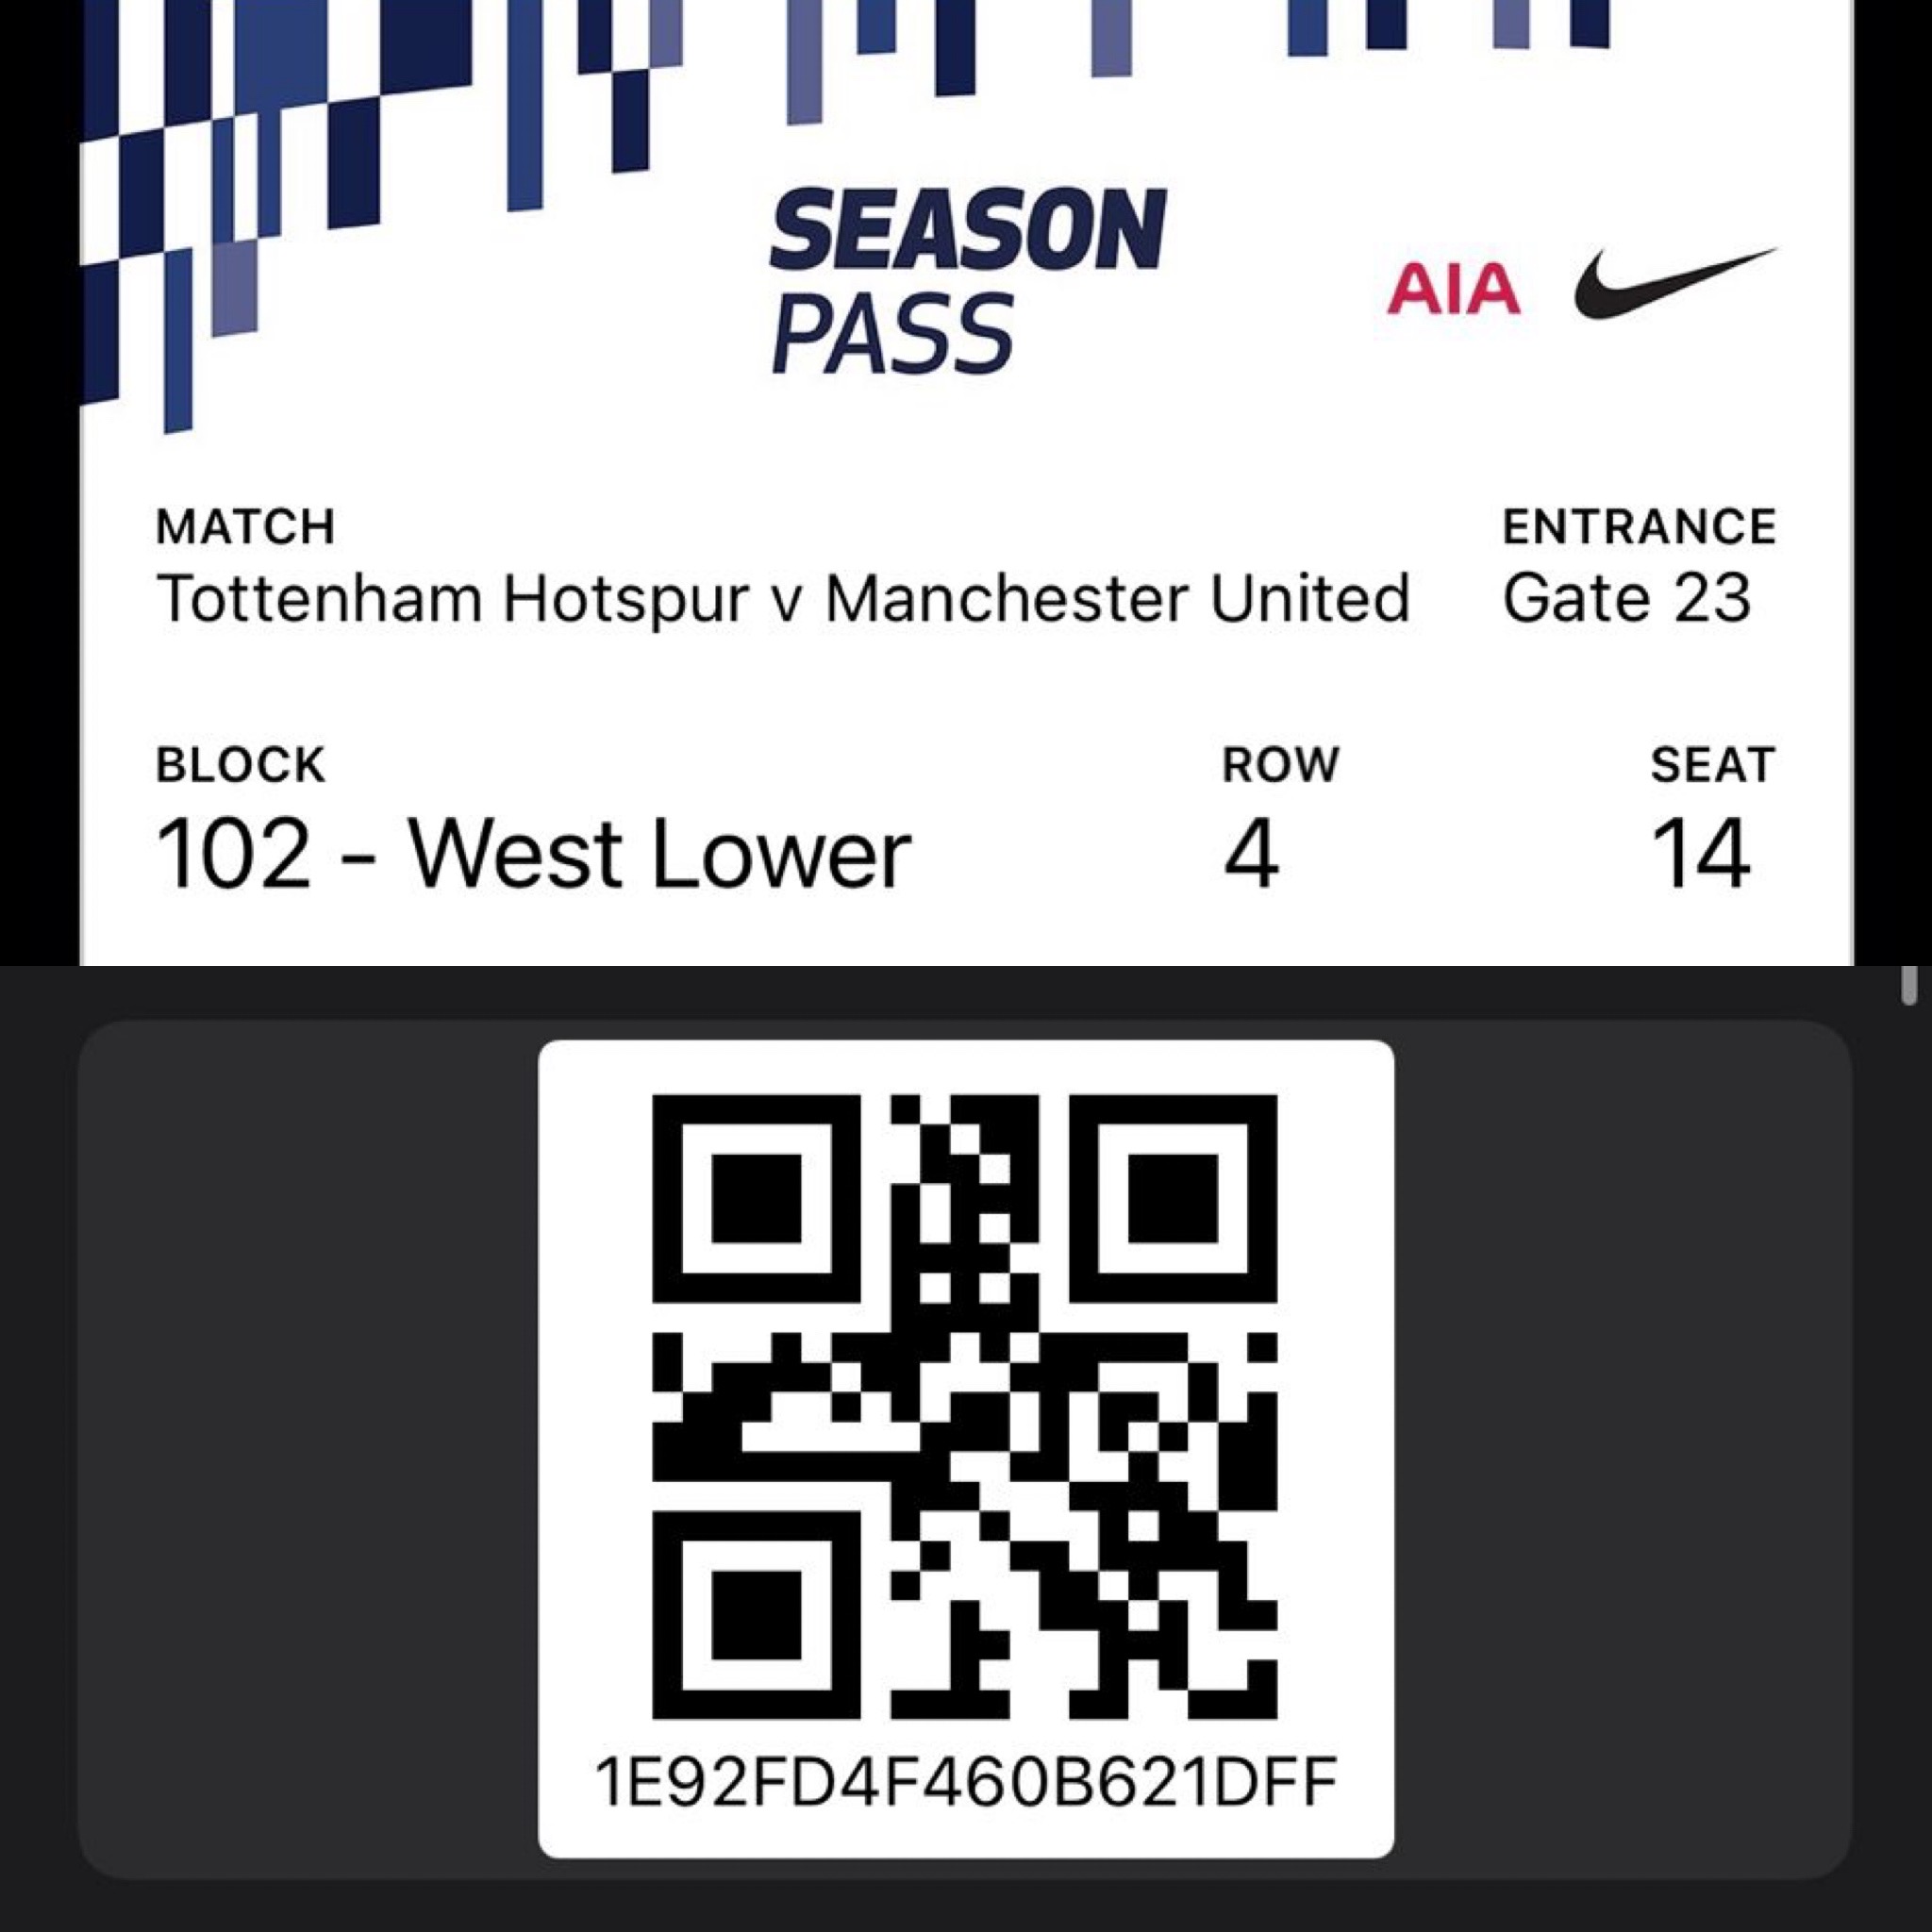 SEASON
PASS
AIA
MATCH
ENTRANCE
Tottenham Hotspur v Manchester United
Gate 23
BLOCK
ROW
SEAT
102 - West Lower
4
14
1E92FD4F460B621DFF